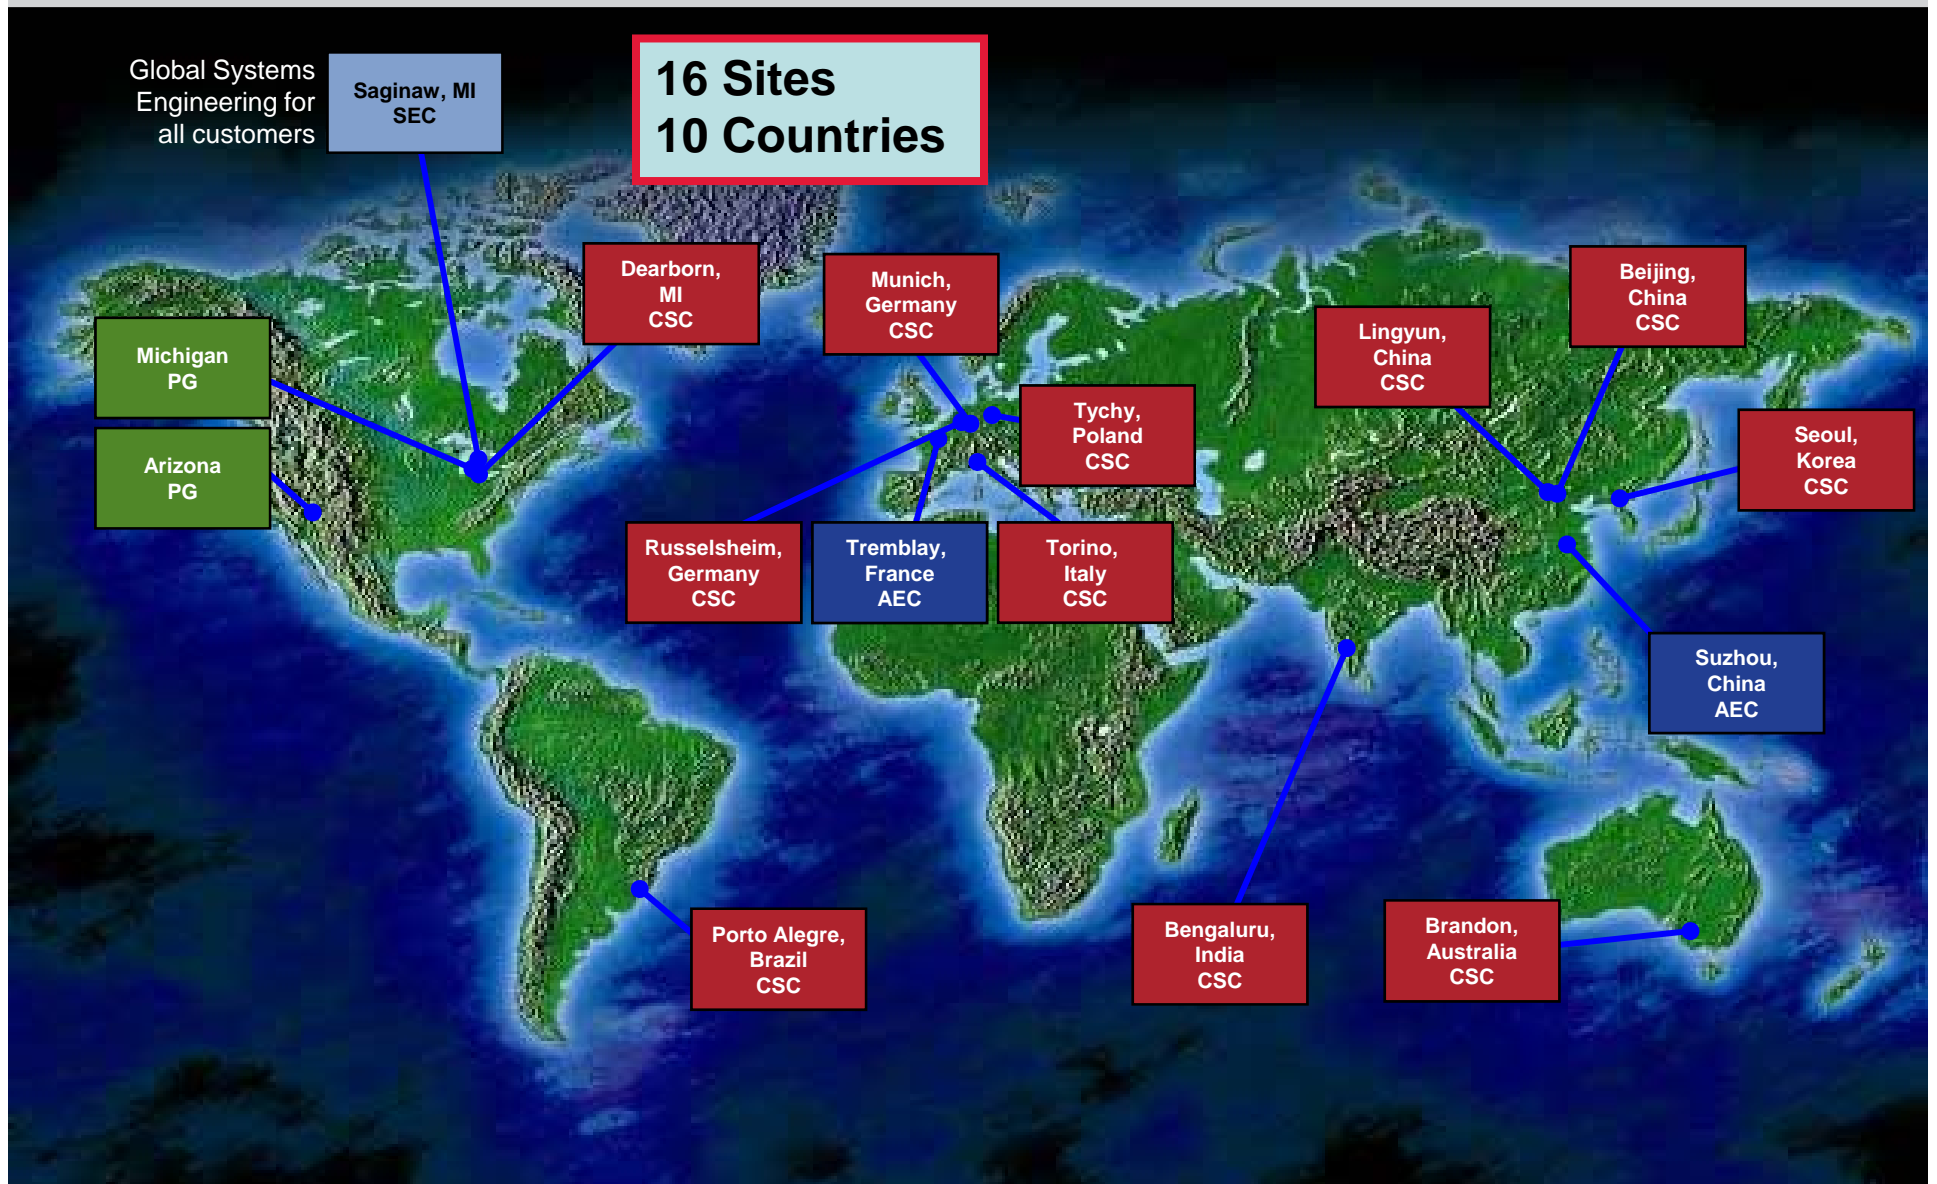 Global Systems
Engineering for
all customers
Saginaw, MI
SEC
16 Sites
10 Countries
Dearborn,
MI
CSC
Munich,
Germany
CSC
Beijing,
China
CSC
Lingyun,
China
CSC
Michigan
PG
Tychy,
Poland
CSC
Seoul,
Korea
CSC
Arizona
PG
Russelsheim,
Germany
CSC
Tremblay,
France
AEC
Torino,
Italy
CSC
Suzhou,
China
AEC
Porto Alegre,
Brazil
CSC
Bengaluru,
India
CSC
Brandon,
Australia
CSC